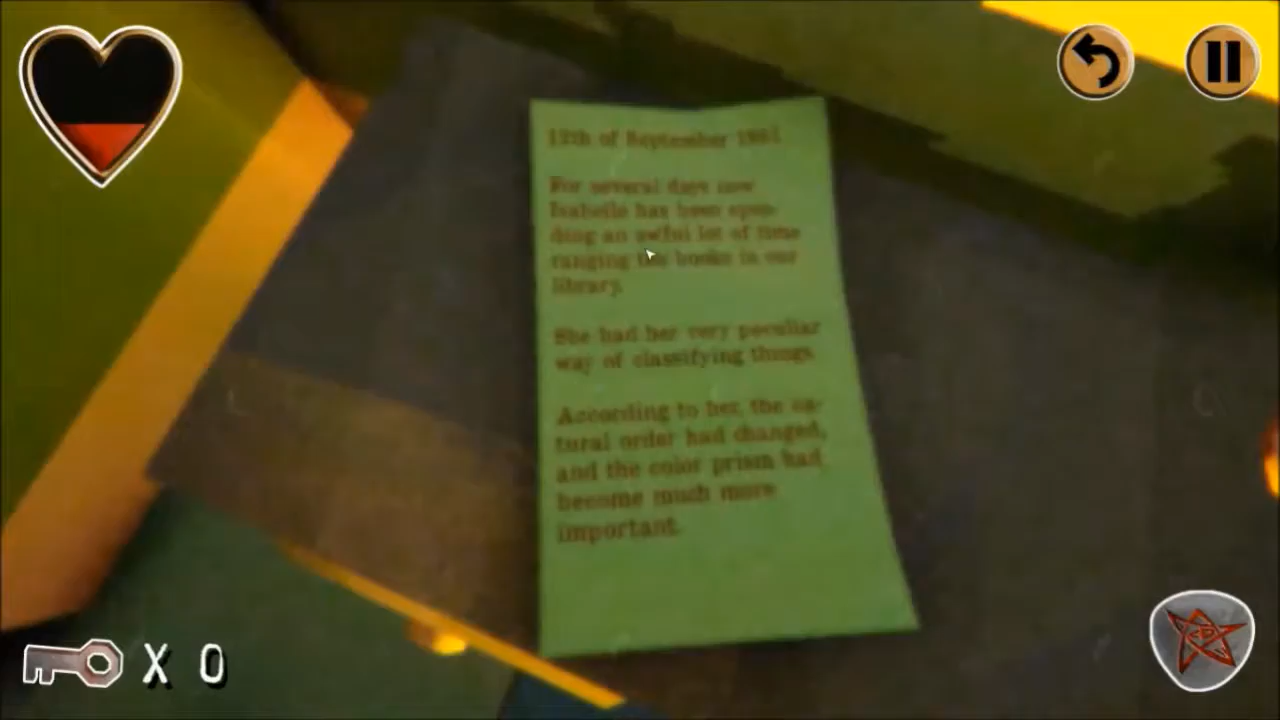 12th of September 1981
For several days now
Isabelle has been spen-
ding an awful lot of time
ranging the books in our
library.
She had her very peculiar
way of classifying things.
According to her, the na-
tural order had changed,
and the color prism had
become much more
important.
X 0